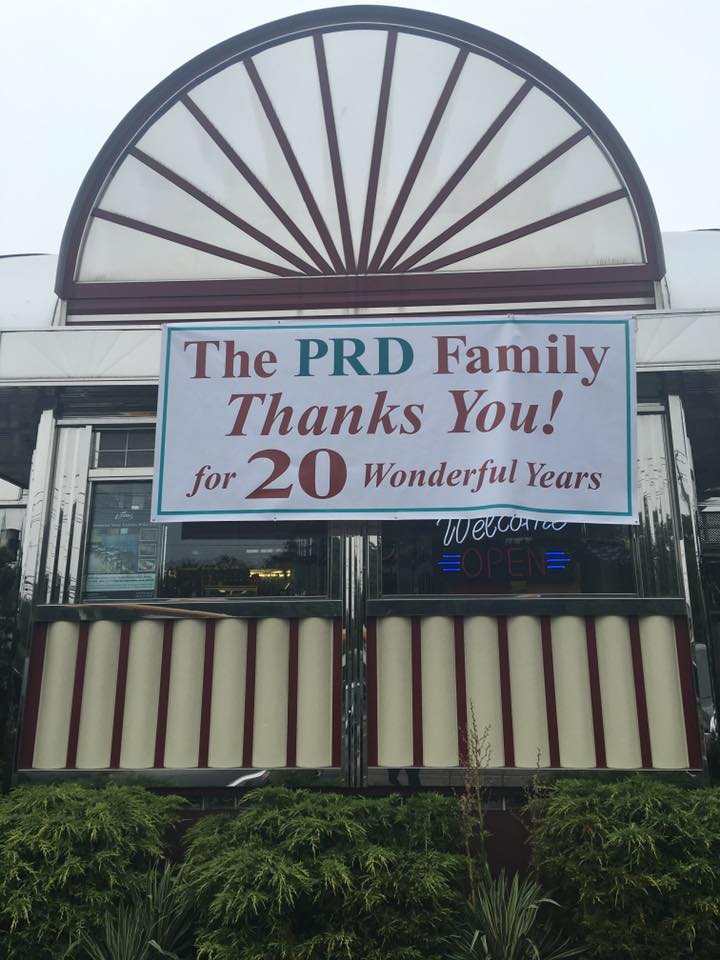 The PRD Family
Thanks You!
for 20 Wonderful Years
Welcome
OPEN